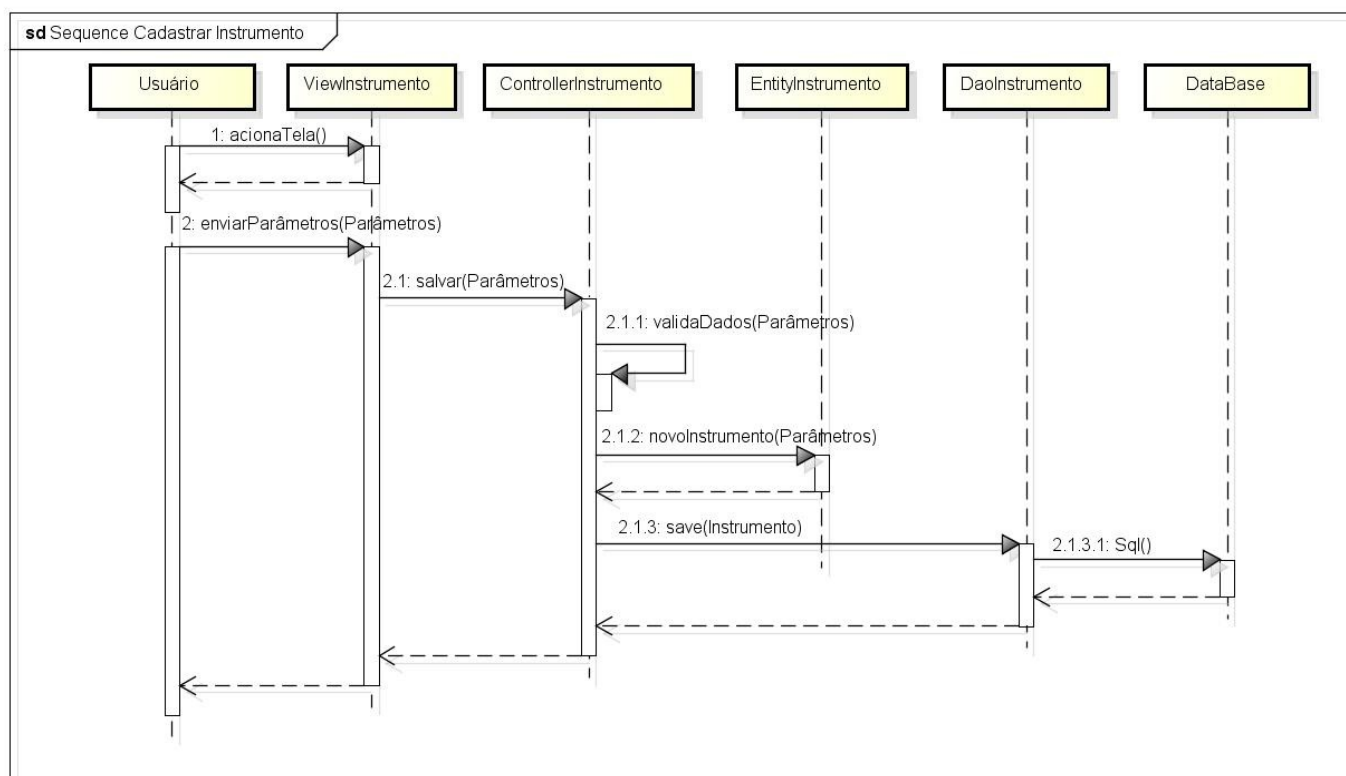 sd Sequence Cadastrar Instrumento
Usuário
ViewInstrumento
ControllerInstrumento
EntityInstrumento
DaoInstrumento
DataBase
1: acionaTela()
2: enviarParâmetros(Parâmetros)
2.1: salvar(Parâmetros)
2.1.1: validaDados(Parâmetros)
2.1.2: novoInstrumento(Parâmetros)
2.1.3: save(Instrumento)
2.1.3.1: Sql()